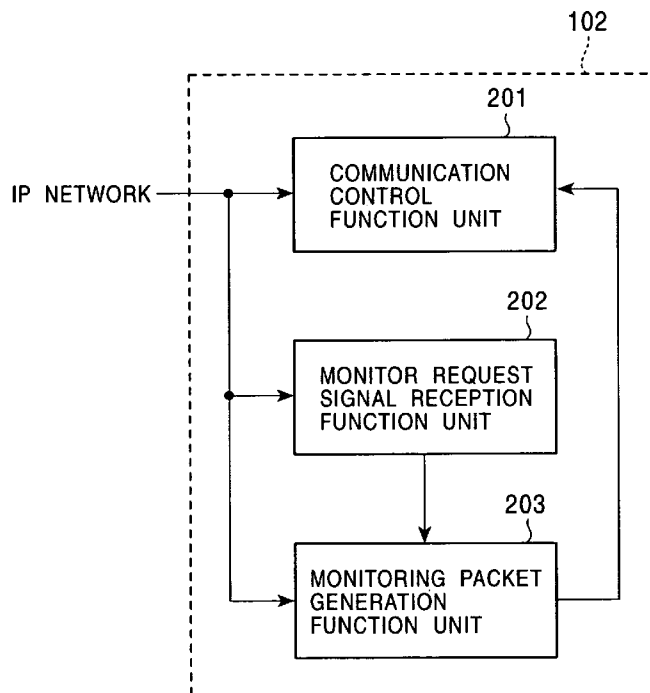 102
201
COMMUNICATION
CONTROL
FUNCTION UNIT
IP NETWORK
202
MONITOR REQUEST
SIGNAL RECEPTION
FUNCTION UNIT
203
MONITORING PACKET
GENERATION
FUNCTION UNIT